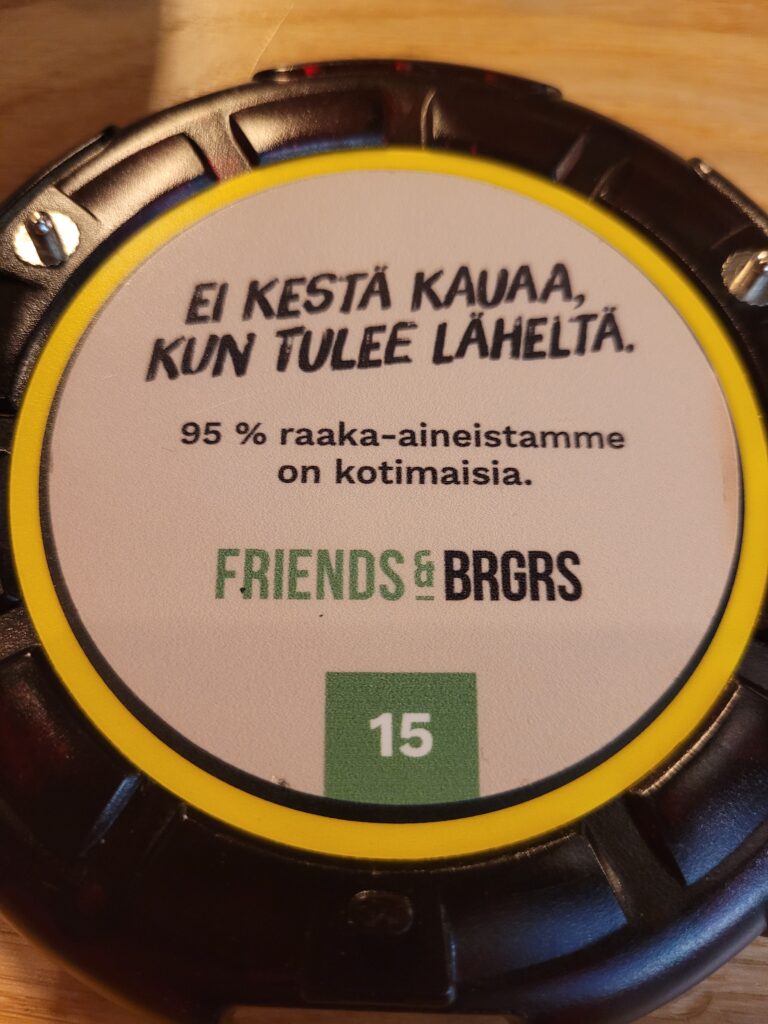 EI KESTÄ KAUAA,
KUN TULEE LÄHELTÄ.
95 % raaka-aineistamme
on kotimaisia.
FRIENDS & BRGRS
15